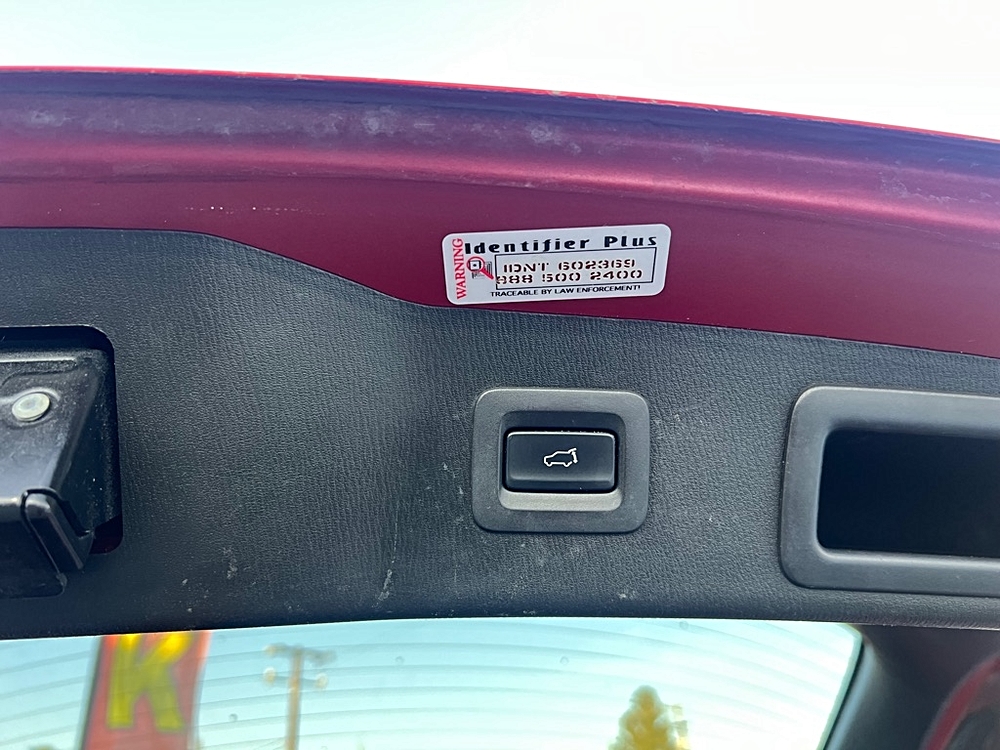 WARNING
Identifier Plus
IDNT 602369
888 500 2400
TRACEABLE BY LAW ENFORCEMENT!
K